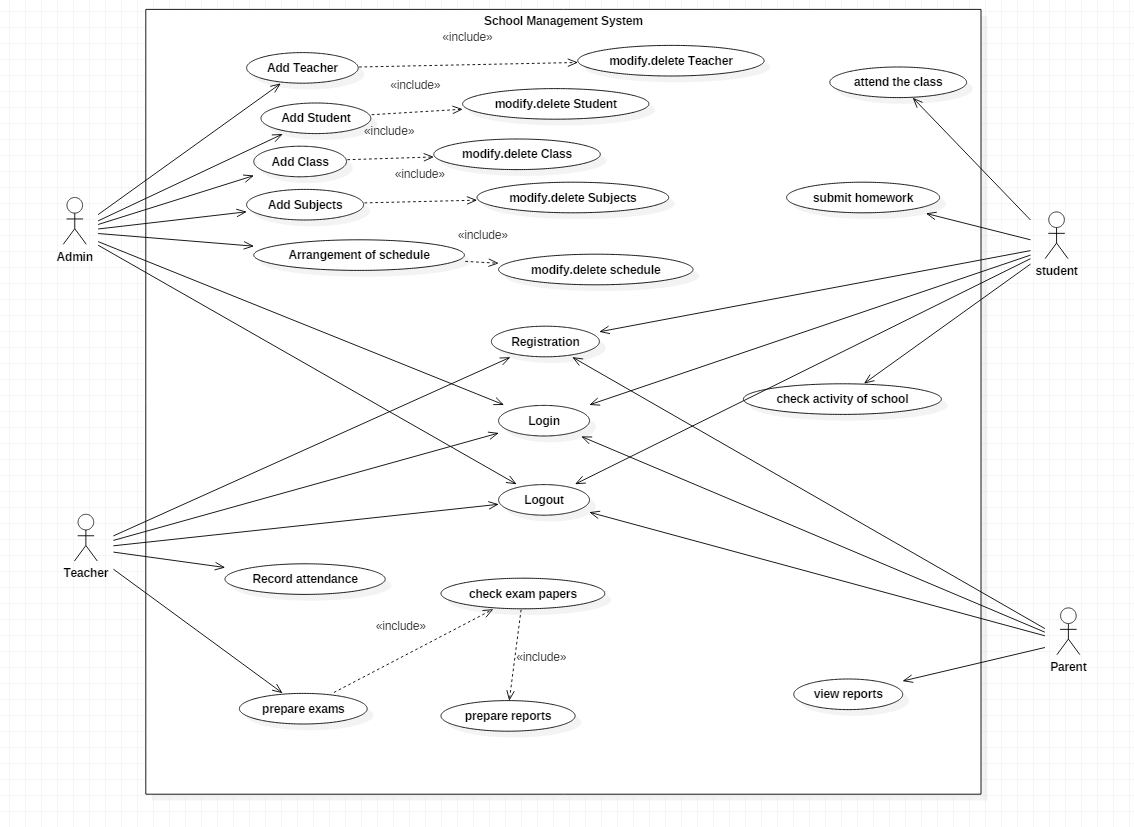 School Management System
«include»
Add Teacher
modify.delete Teacher
attend the class
«include»
Add Student
modify.delete Student
«include»
Add Class
modify.delete Class
«include»
Add Subjects
modify.delete Subjects
submit homework
«include»
Admin
Arrangement of schedule
modify.delete schedule
student
Registration
check activity of school
Login
Logout
Teacher
Record attendance
check exam papers
«include»
«include»
Parent
view reports
prepare exams
prepare reports